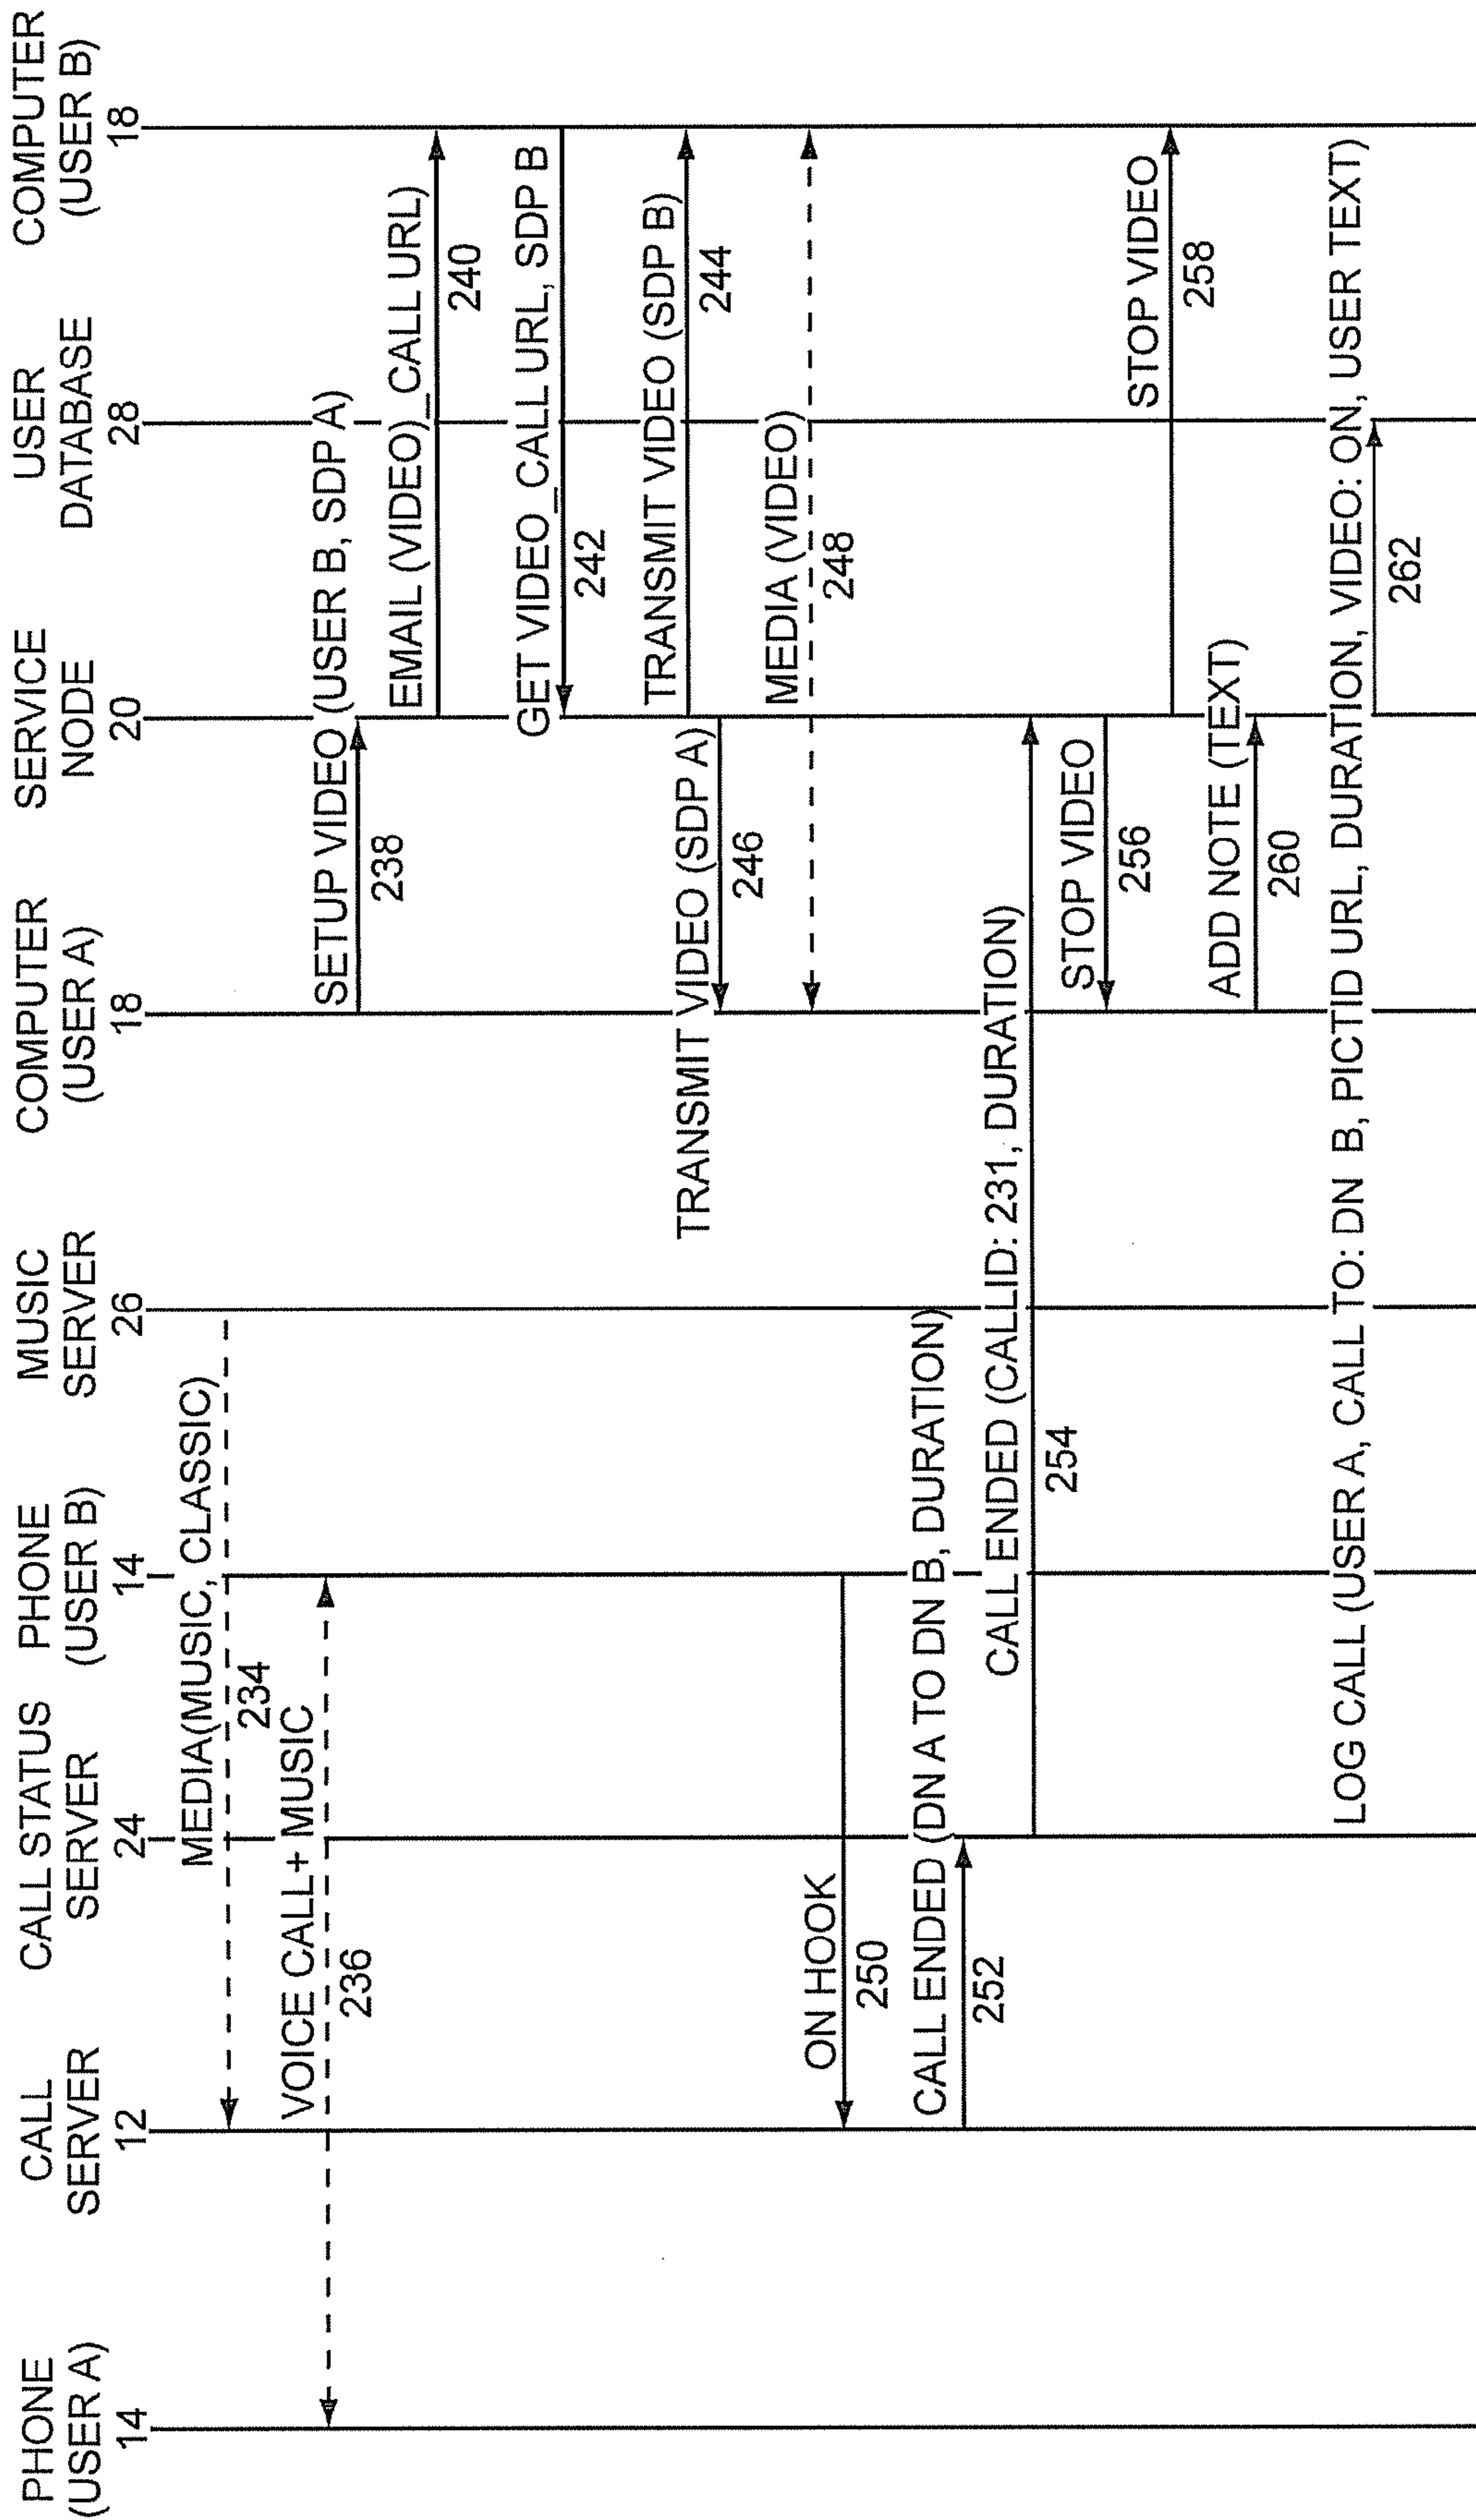 PHONE
(USER A)
14
CALL
SERVER
12
CALL STATUS
SERVER
24
PHONE
(USER B)
14
MUSIC
SERVER
26
COMPUTER
(USER A)
18
SERVICE
NODE
20
USER
DATABASE
28
COMPUTER
(USER B)
18
MEDIA(MUSIC, CLASSIC)
234
VOICE CALL+ MUSIC
236
SETUP VIDEO (USER B, SDP A)
238
EMAIL (VIDEO)_CALL URL)
240
GET VIDEO_CALL URL, SDP B
242
TRANSMIT VIDEO (SDP B)
244
TRANSMIT VIDEO (SDP A)
246
MEDIA (VIDEO)
248
ON HOOK
250
CALL ENDED (DN A TO DN B, DURATION)
252
CALL ENDED (CALLID: 231, DURATION)
254
STOP VIDEO
256
STOP VIDEO
258
ADD NOTE (TEXT)
260
LOG CALL (USER A, CALL TO: DN B, PICTID URL, DURATION, VIDEO: ON, USER TEXT)
262